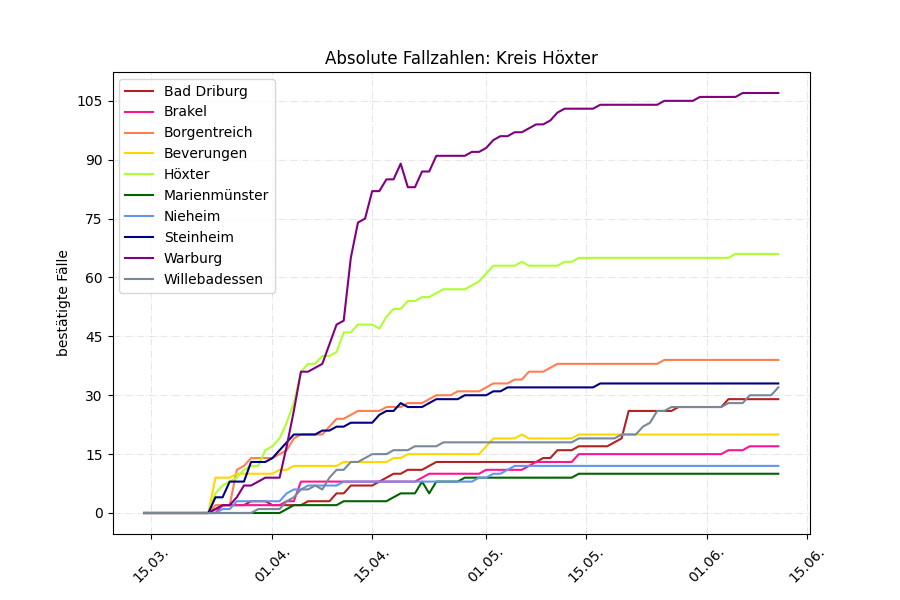 Absolute Fallzahlen: Kreis Höxter
bestätigte Fälle
105
90
75
60
45
30
15
0
Bad Driburg
Brakel
Borgentreich
Beverungen
Höxter
Marienmünster
Nieheim
Steinheim
Warburg
Willebadessen
15.03.
01.04.
15.04.
01.05.
15.05.
01.06.
15.06.